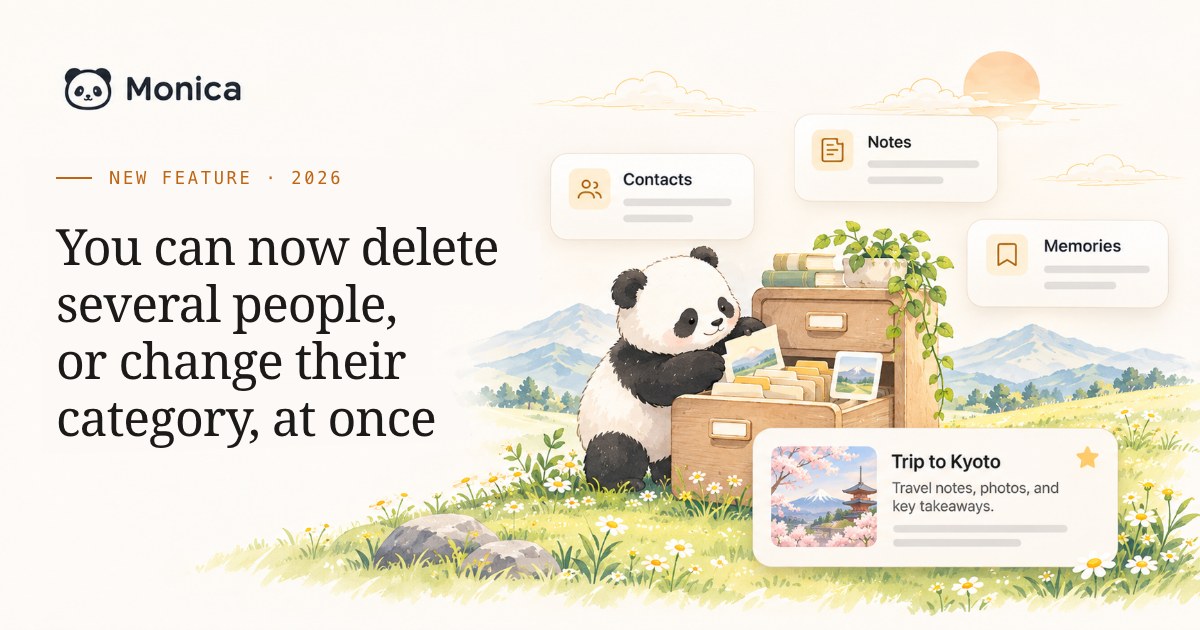 Monica
NEW FEATURE · 2026
You can now delete
several people,
or change their
category, at once
Contacts
Notes
Memories
Trip to Kyoto
Travel notes, photos, and
key takeaways.